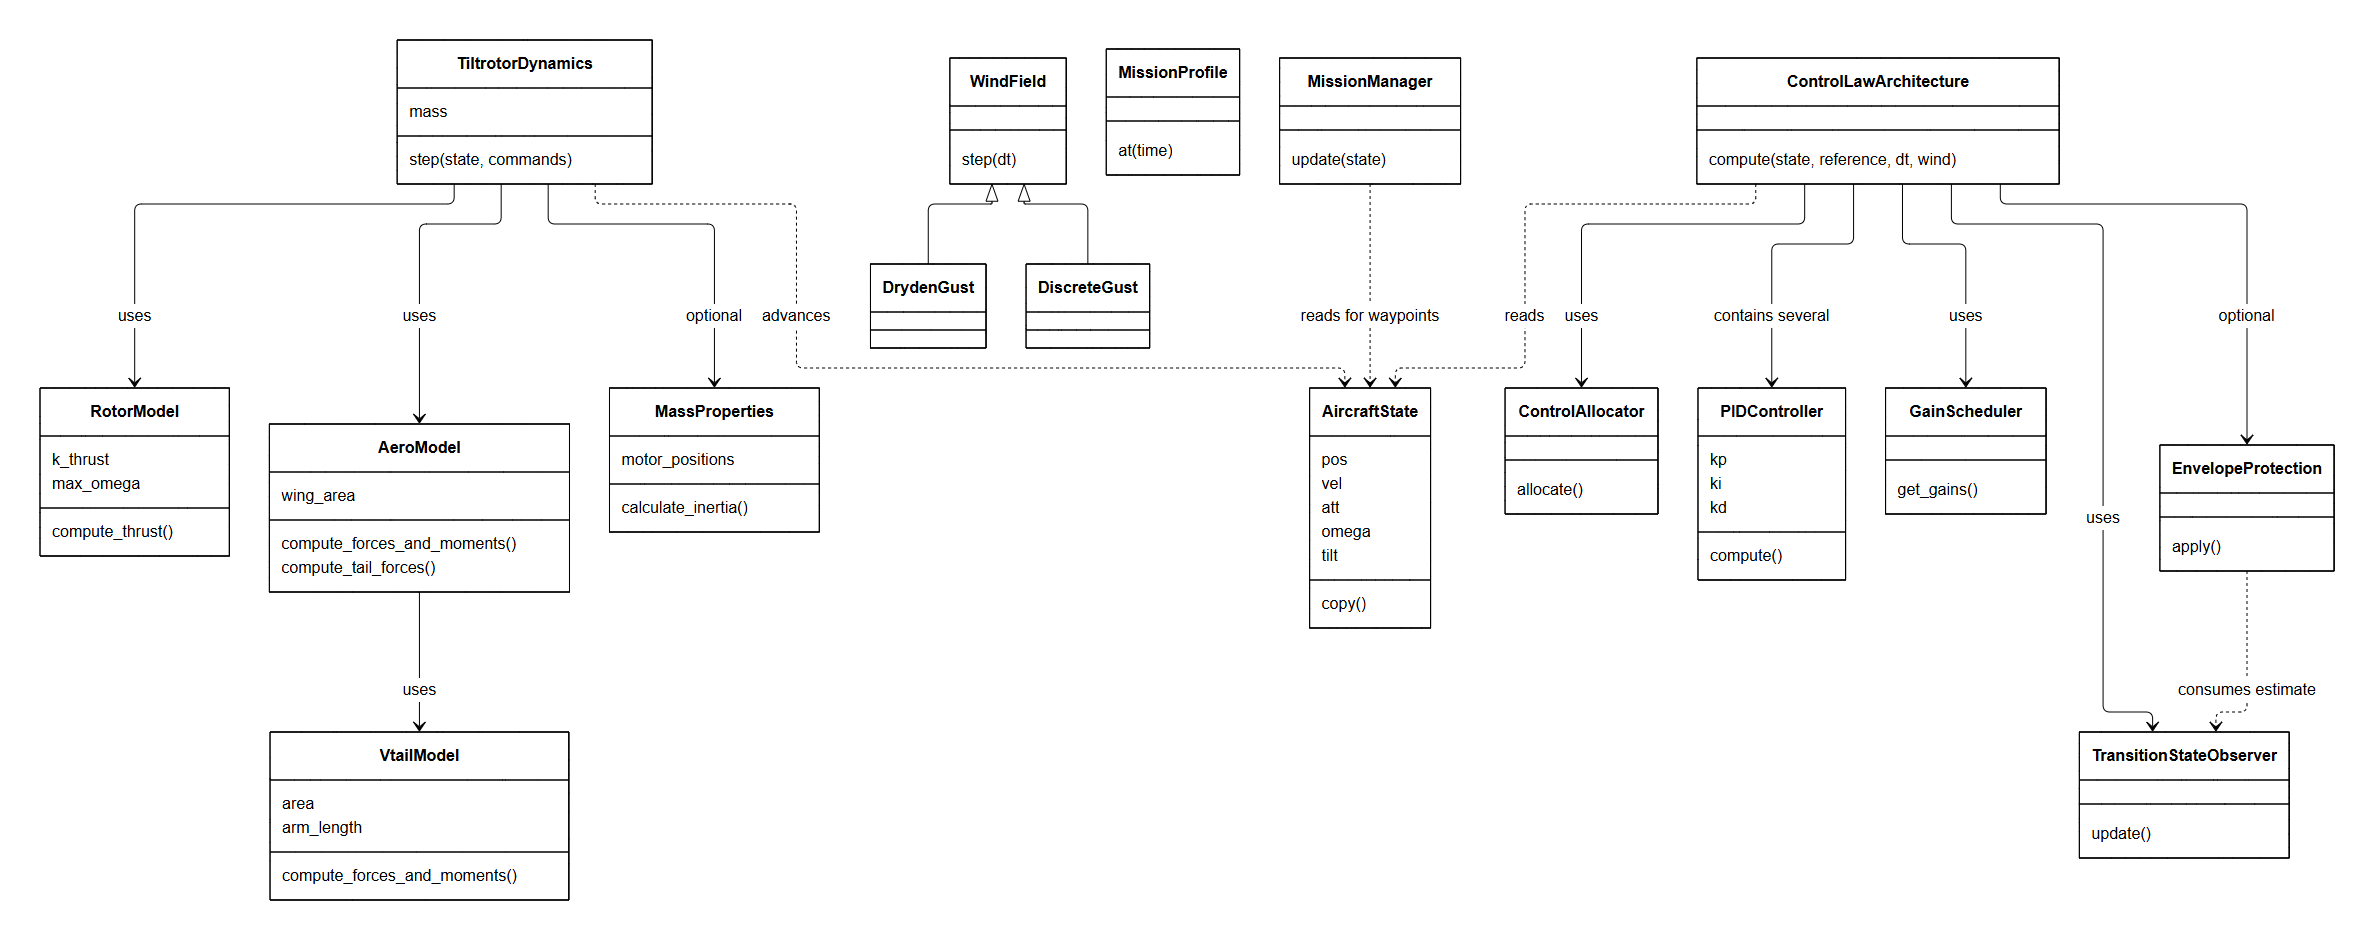 TiltrotorDynamics
mass
step(state, commands)
WindField
step(dt)
MissionProfile
at(time)
MissionManager
update(state)
ControlLawArchitecture
compute(state, reference, dt, wind)
DrydenGust
DiscreteGust
uses
uses
optional
advances
reads for waypoints
reads
uses
contains several
uses
optional
RotorModel
k_thrust
max_omega
compute_thrust()
AeroModel
wing_area
compute_forces_and_moments()
compute_tail_forces()
MassProperties
motor_positions
calculate_inertia()
AircraftState
pos
vel
att
omega
tilt
copy()
ControlAllocator
allocate()
PIDController
kp
ki
kd
compute()
GainScheduler
get_gains()
EnvelopeProtection
apply()
uses
uses
consumes estimate
VtailModel
area
arm_length
compute_forces_and_moments()
TransitionStateObserver
update()